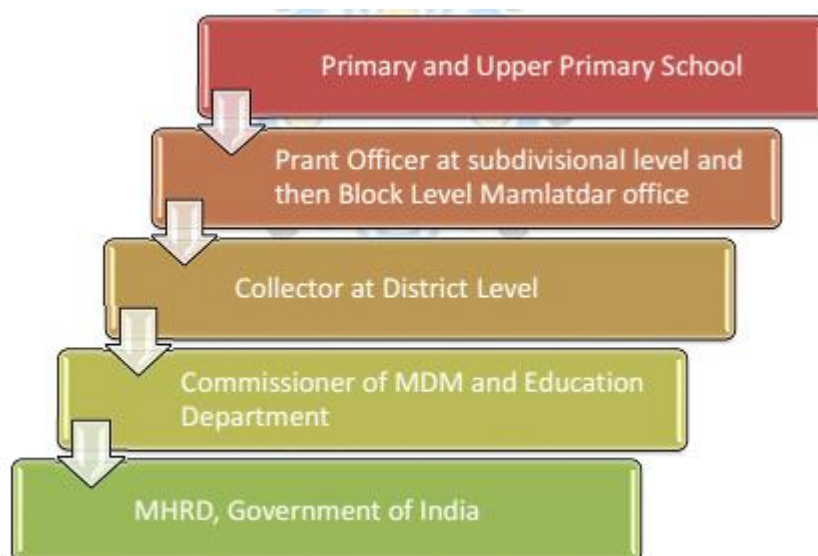 Primary and Upper Primary School
Prant Officer at subdivisional level and
then Block Level Mamlatdar office
Collector at District Level
Commissioner of MDM and Education
Department
MHRD, Government of India